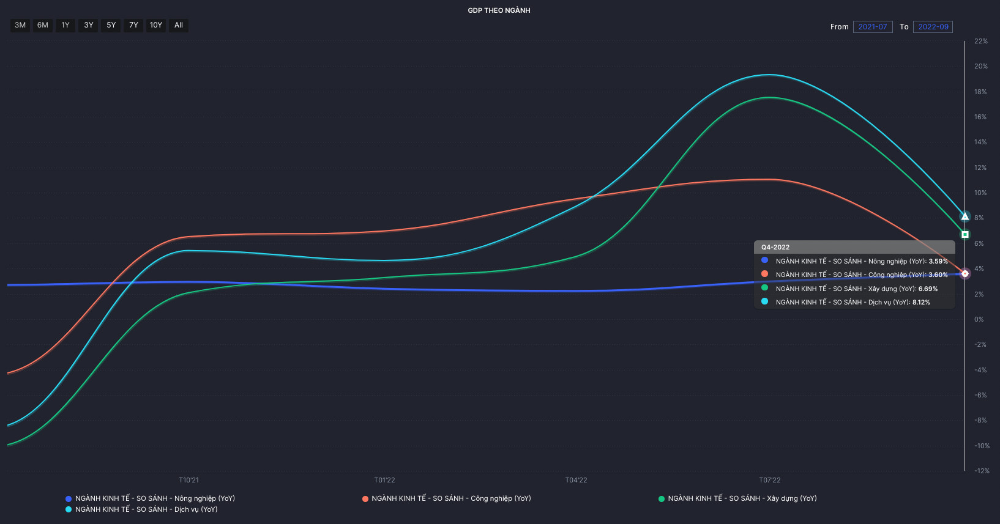 GDP THEO NGÀNH
3M 6M 1Y 3Y 5Y 7Y 10Y All
From 2021-07 To 2022-09
22%
20%
18%
16%
14%
12%
10%
8%
6%
4%
2%
0%
-2%
-4%
-6%
-8%
-10%
-12%
Q4-2022
NGÀNH KINH TẾ - SO SÁNH - Nông nghiệp (YoY): 3.59%
NGÀNH KINH TẾ - SO SÁNH - Công nghiệp (YoY): 3.60%
NGÀNH KINH TẾ - SO SÁNH - Xây dựng (YoY): 6.69%
NGÀNH KINH TẾ - SO SÁNH - Dịch vụ (YoY): 8.12%
T10'21 T01'22 T04'22 T07'22
NGÀNH KINH TẾ - SO SÁNH - Nông nghiệp (YoY) NGÀNH KINH TẾ - SO SÁNH - Công nghiệp (YoY) NGÀNH KINH TẾ - SO SÁNH - Xây dựng (YoY)
NGÀNH KINH TẾ - SO SÁNH - Dịch vụ (YoY)